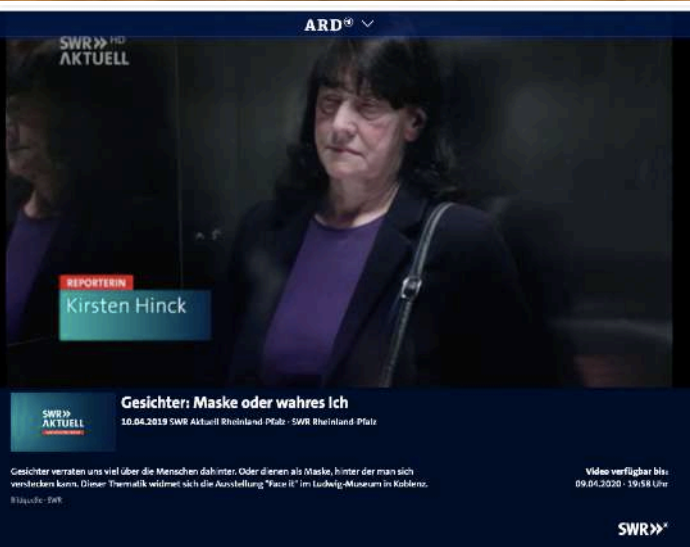 ARD
SWR» HD
AKTUELL
REPORTERIN
Kirsten Hinck
SWR»
AKTUELL
Gesichter: Maske oder wahres Ich
10.04.2019 SWR Aktuell Rheinland-Pfalz · SWR Rheinland-Pfalz
Gesichter verraten uns viel über die Menschen dahinter. Oder dienen als Maske, hinter der man sich
verstecken kann. Dieser Thematik widmet sich die Ausstellung "Face it" im Ludwig-Museum in Koblenz.
Bildquelle: SWR
Video verfügbar bis:
09.04.2020 · 19:58 Uhr
SWR»